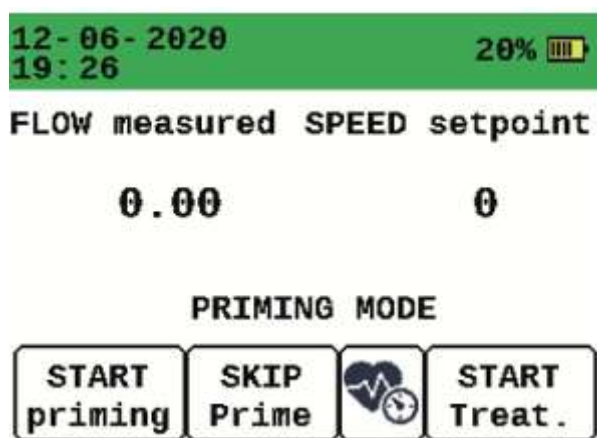 12-06-2020
19:26
20%
FLOW measured SPEED setpoint
0.00 0
PRIMING MODE
START priming
SKIP Prime
START Treat.